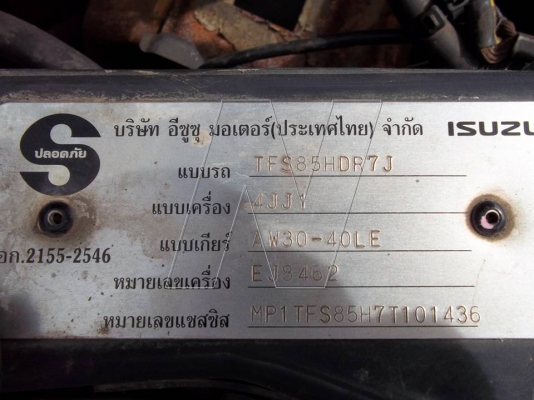 บริษัท อีซูซุ มอเตอร์(ประเทศไทย) จำกัด ISUZU
S
ปลอดภัย
แบบรถ TFS85HDR7J
แบบเครื่อง 4JJ1
แบบเกียร์ AW30-40LE
อก.2155-2546
หมายเลขเครื่อง EJ8462
หมายเลขแชสซิส MP1TFS85H7T101436